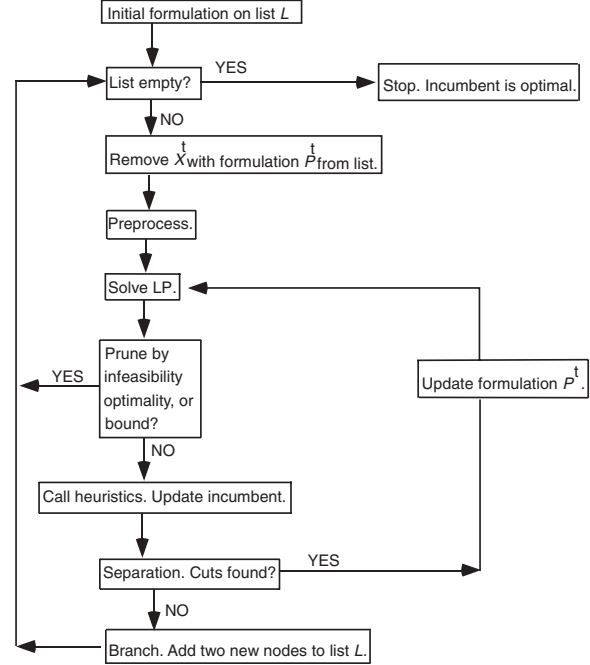 Initial formulation on list L
List empty?
YES
Stop. Incumbent is optimal.
NO
Remove X^t with formulation P^t from list.
Preprocess.
Solve LP.
Prune by
infeasibility
optimality, or
bound?
YES
Update formulation P^t.
NO
Call heuristics. Update incumbent.
Separation. Cuts found?
YES
NO
Branch. Add two new nodes to list L.